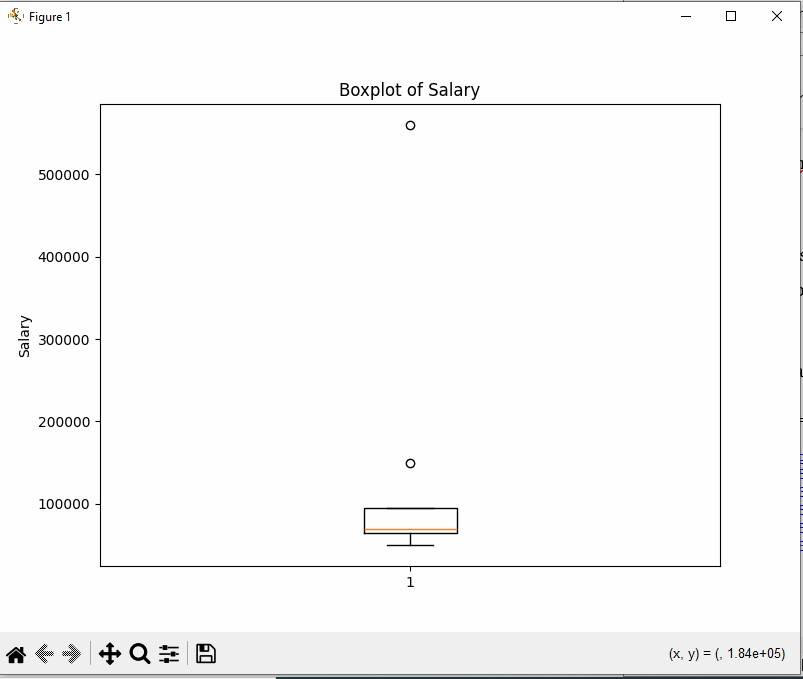 Figure 1
Boxplot of Salary
500000
400000
300000
200000
100000
Salary
1
(x, y) = (, 1.84e+05)